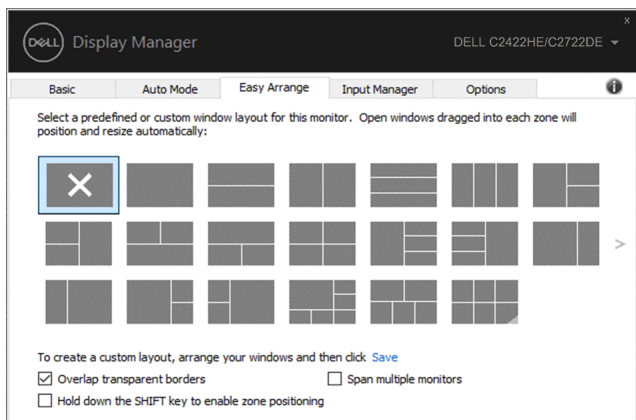 x
DELL Display Manager
DELL C2422HE/C2722DE
Basic Auto Mode Easy Arrange Input Manager Options i
Select a predefined or custom window layout for this monitor. Open windows dragged into each zone will
position and resize automatically:
>
To create a custom layout, arrange your windows and then click Save
Overlap transparent borders Span multiple monitors
Hold down the SHIFT key to enable zone positioning